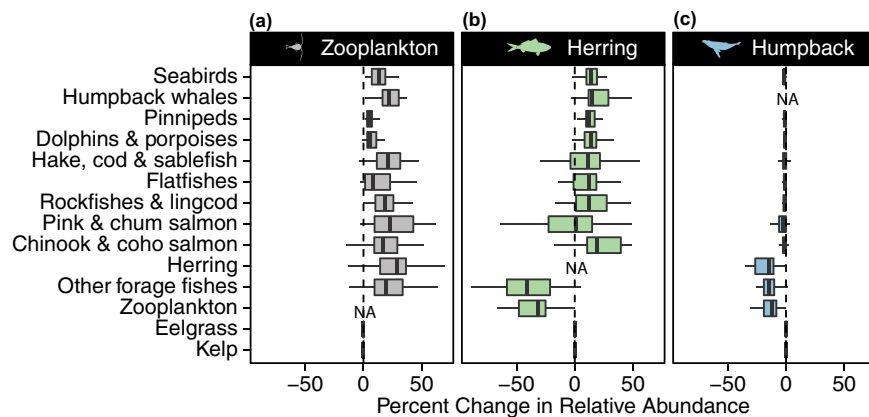 (a) (b) (c)
Zooplankton Herring Humpback
Seabirds
Humpback whales NA
Pinnipeds
Dolphins & porpoises
Hake, cod & sablefish
Flatfishes
Rockfishes & lingcod
Pink & chum salmon
Chinook & coho salmon
Herring NA
Other forage fishes
Zooplankton NA
Eelgrass
Kelp
−50 0 50 −50 0 50 −50 0 50
Percent Change in Relative Abundance